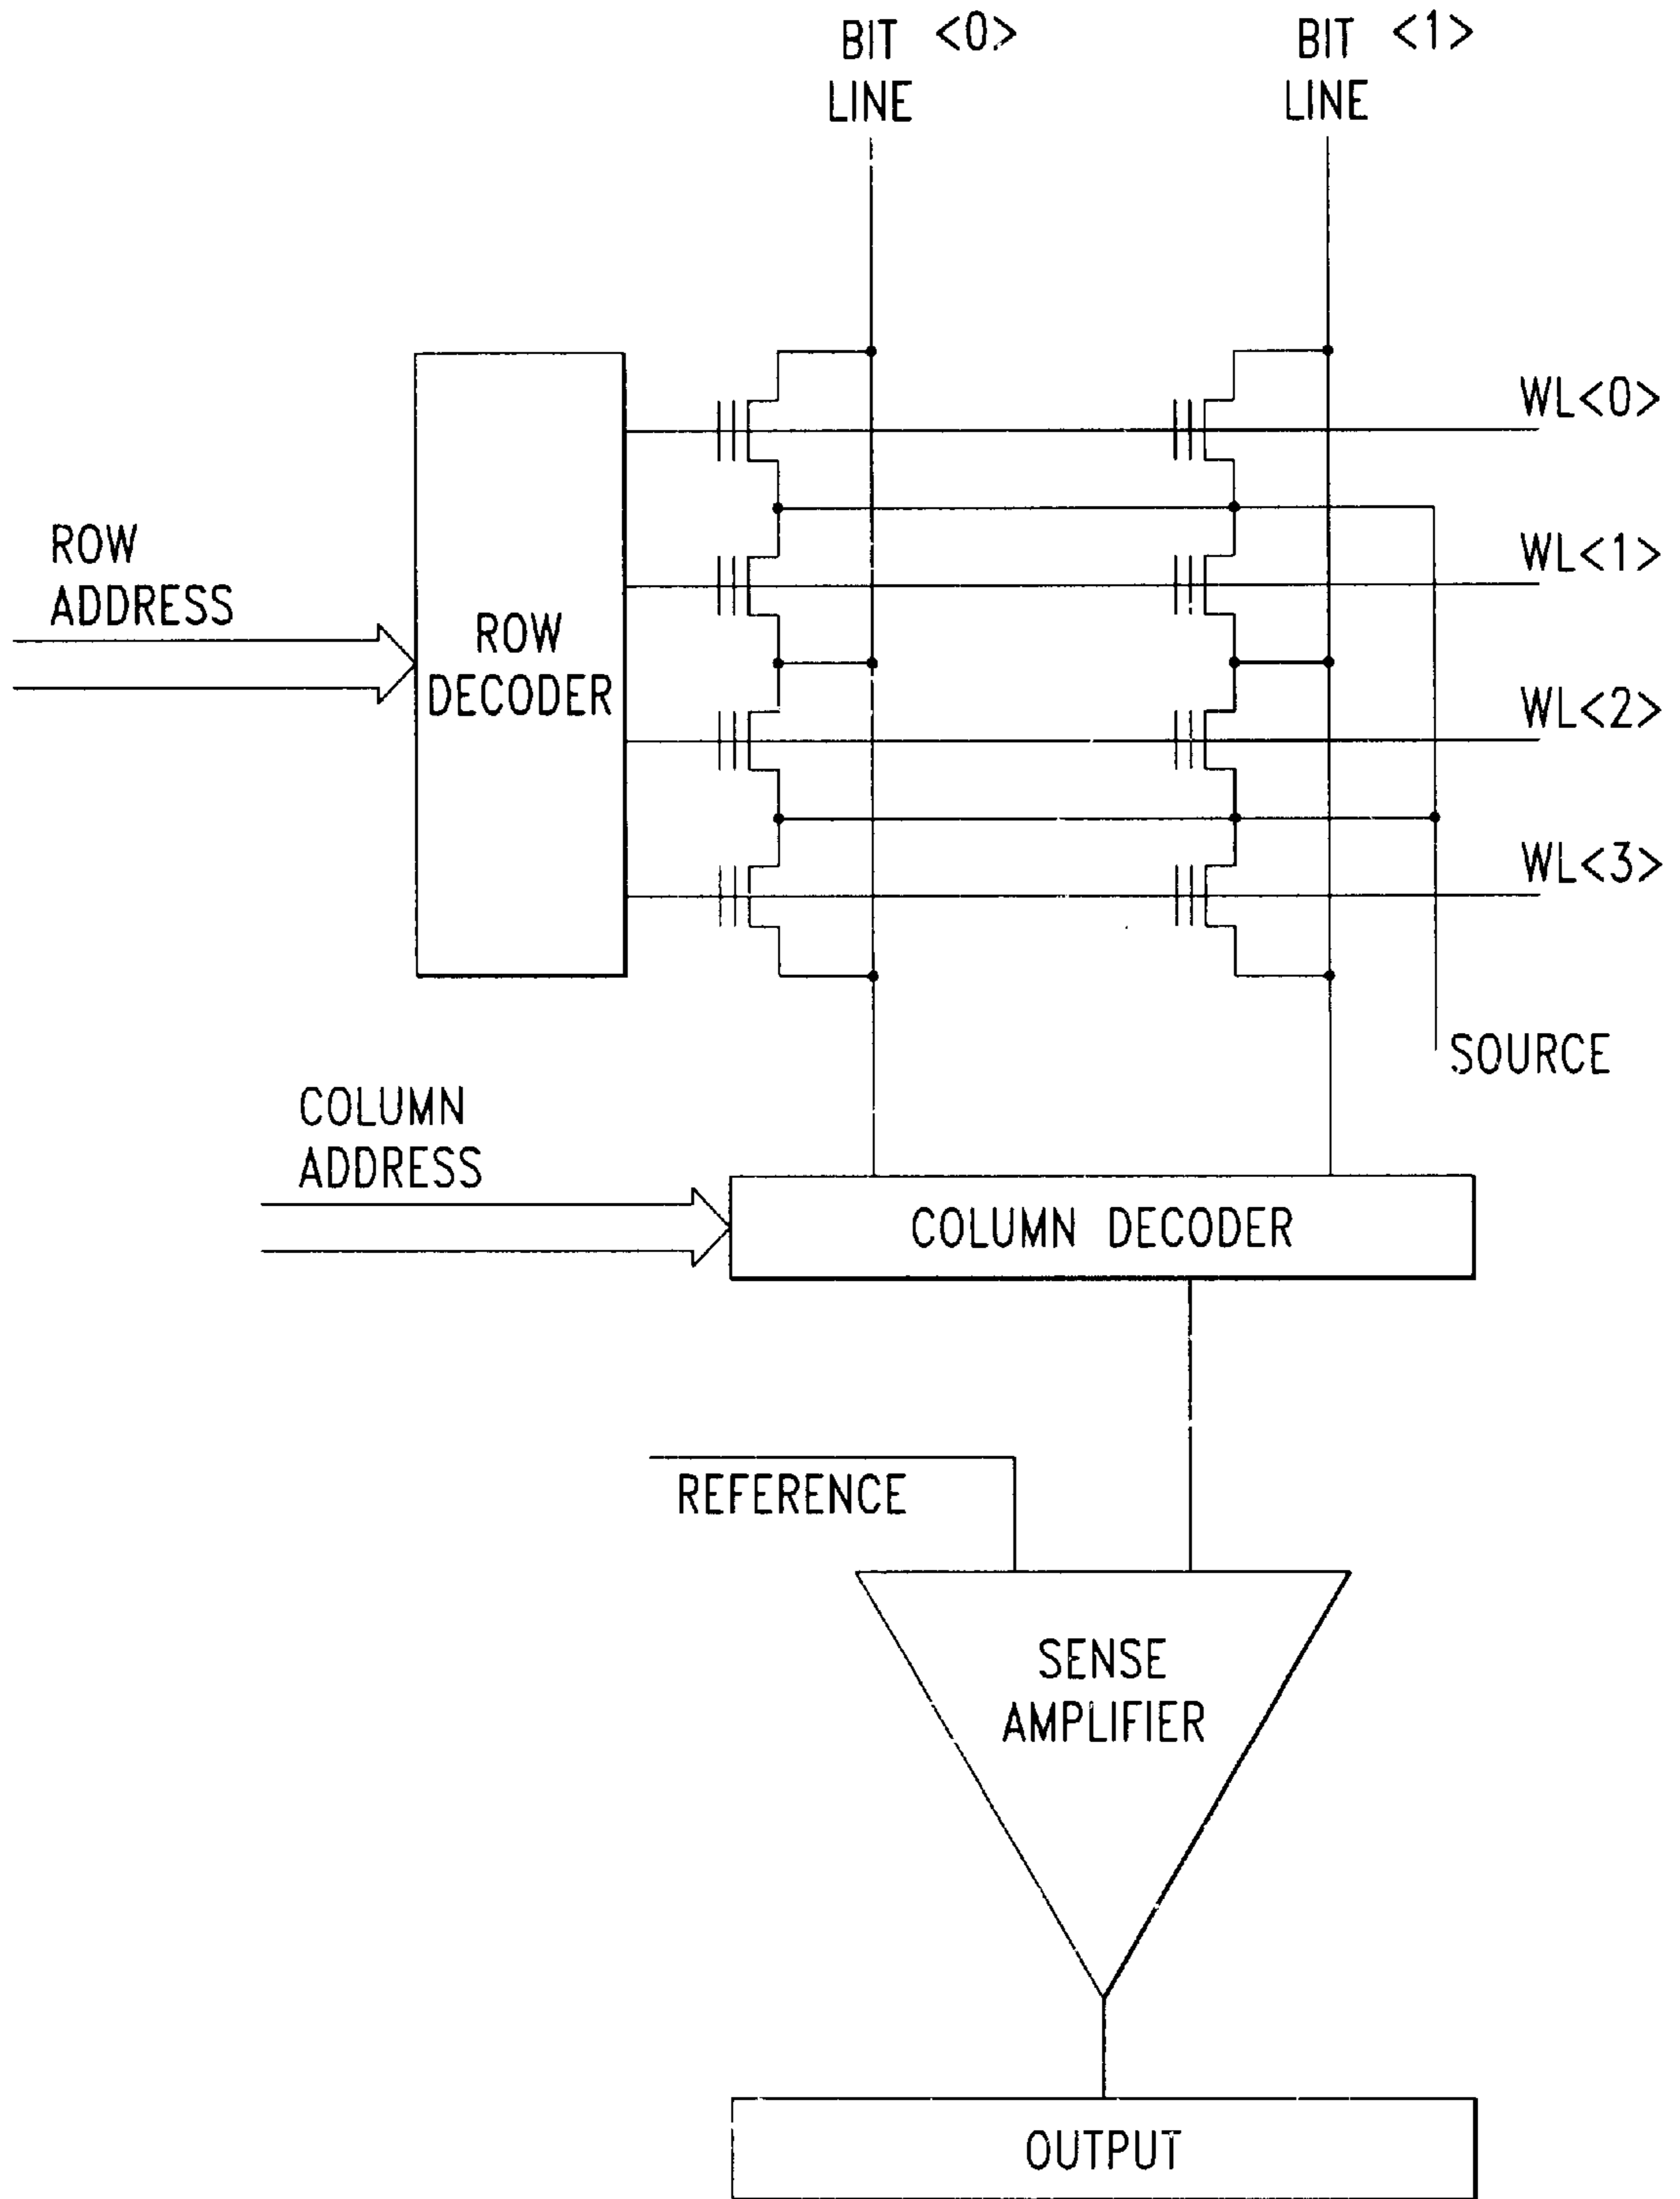 BIT <0>
LINE
BIT <1>
LINE
WL<0>
WL<1>
WL<2>
WL<3>
ROW
ADDRESS
ROW
DECODER
SOURCE
COLUMN
ADDRESS
COLUMN DECODER
REFERENCE
SENSE
AMPLIFIER
OUTPUT